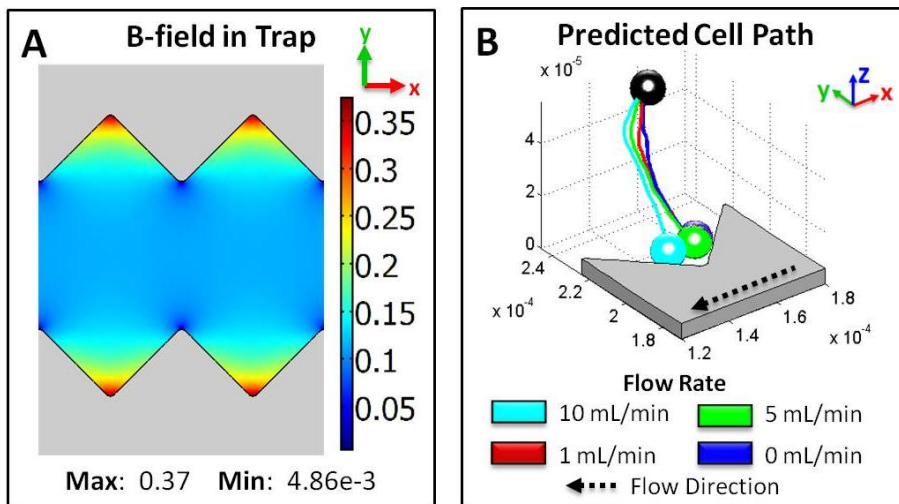 A
B-field in Trap
y
x
0.35
0.3
0.25
0.2
0.15
0.1
0.05
Max: 0.37 Min: 4.86e-3
B
Predicted Cell Path
x 10⁻⁵
z
y
x
4
2
0
2.4
2.2
2
1.8
x 10⁻⁴
1.2
1.4
1.6
1.8
x 10⁻⁴
Flow Rate
10 mL/min 5 mL/min
1 mL/min 0 mL/min
Flow Direction